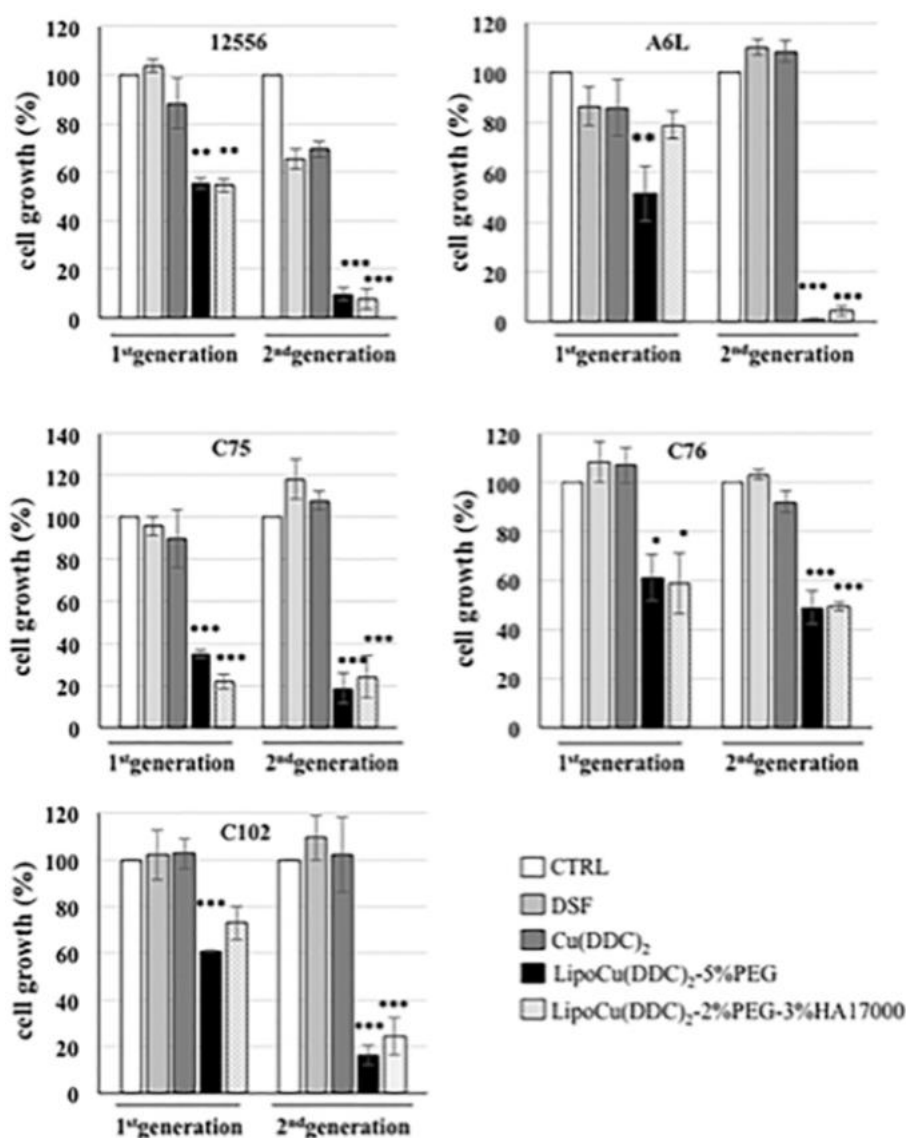 12556
cell growth (%)
120
100
80
60
40
20
0
•• ••
••• •••
1stgeneration 2ndgeneration
A6L
cell growth (%)
120
100
80
60
40
20
0
••
••• •••
1stgeneration 2ndgeneration
C75
cell growth (%)
140
120
100
80
60
40
20
0
••• •••
••• •••
1stgeneration 2ndgeneration
C76
cell growth (%)
120
100
80
60
40
20
0
• •
••• •••
1stgeneration 2ndgeneration
C102
cell growth (%)
120
100
80
60
40
20
0
•••
••• •••
1stgeneration 2ndgeneration
CTRL
DSF
Cu(DDC)2
LipoCu(DDC)2-5%PEG
LipoCu(DDC)2-2%PEG-3%HA17000